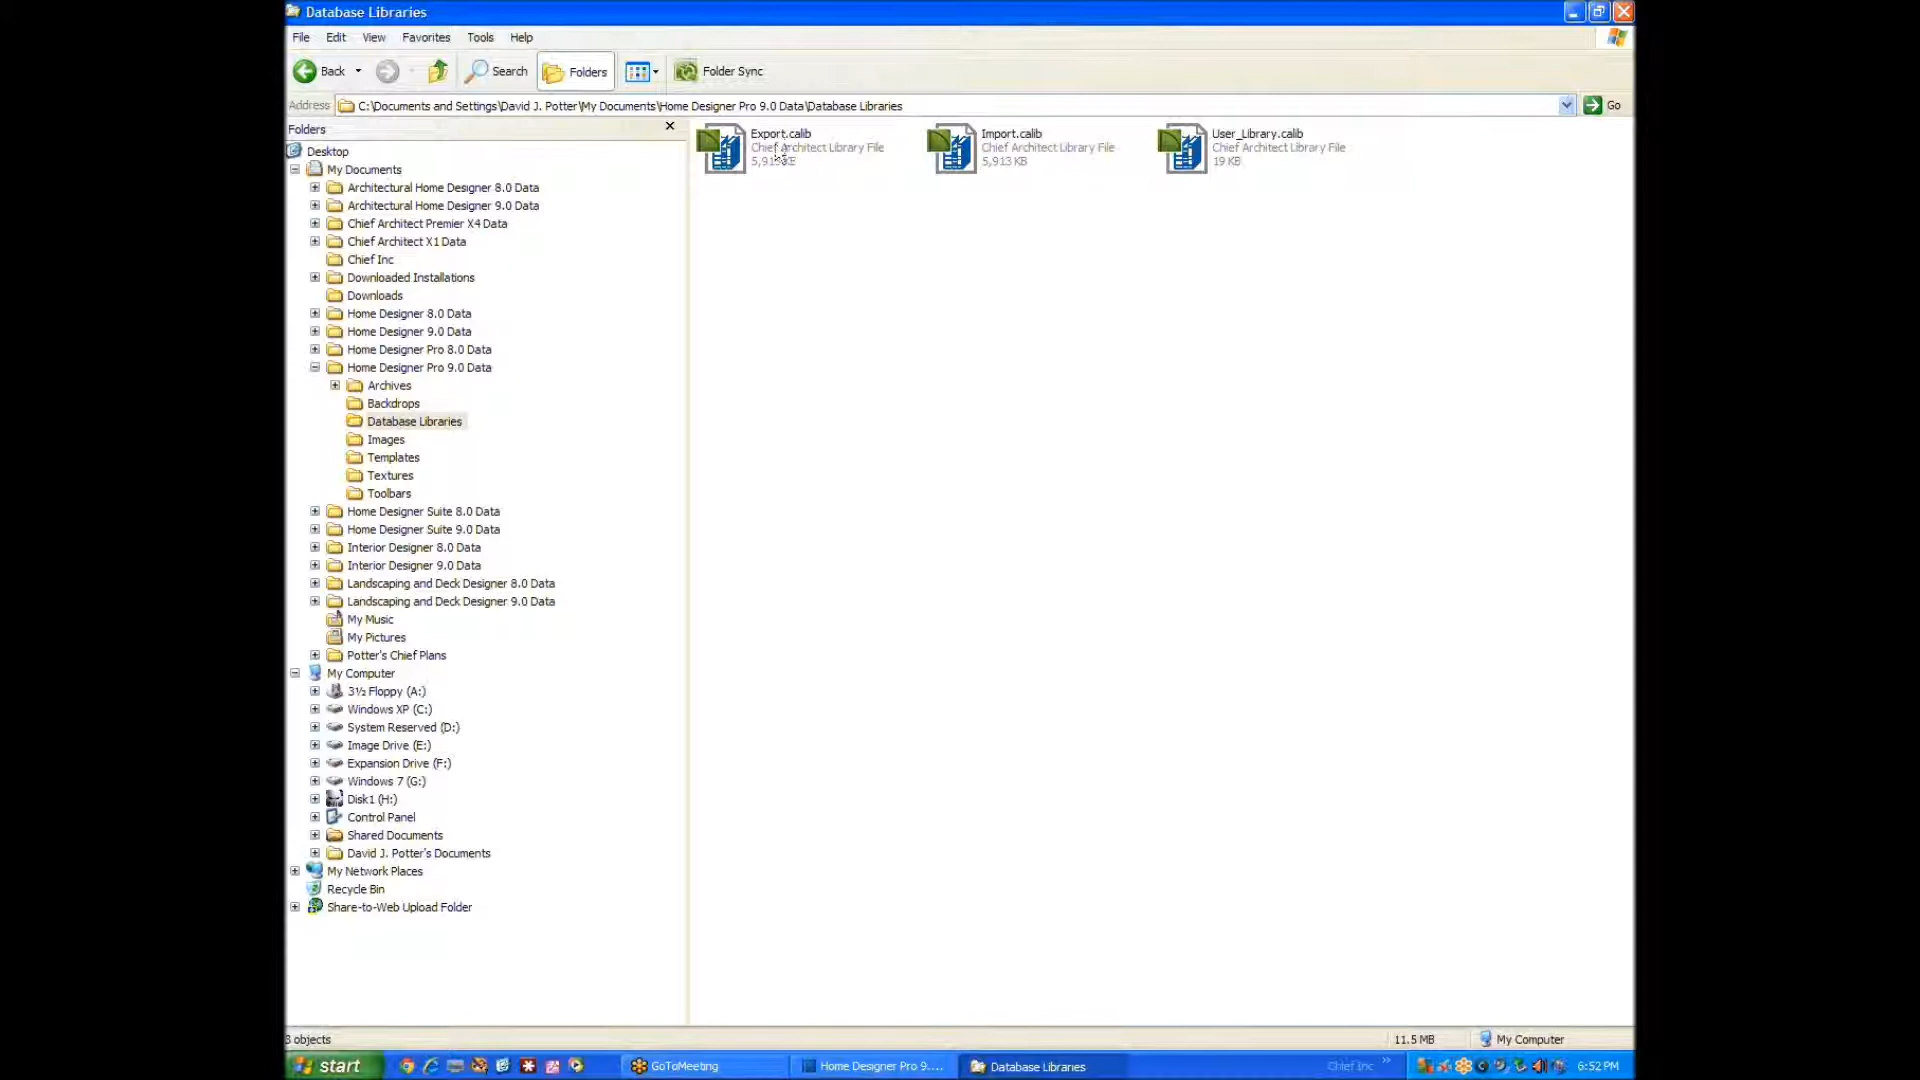 Database Libraries
File Edit View Favorites Tools Help
Back Search Folders Folder Sync
Address C:\Documents and Settings\David J. Potter\My Documents\Home Designer Pro 9.0 Data\Database Libraries Go
Folders
Desktop
My Documents
Architectural Home Designer 8.0 Data
Architectural Home Designer 9.0 Data
Chief Architect Premier X4 Data
Chief Architect X1 Data
Chief Inc
Downloaded Installations
Downloads
Home Designer 8.0 Data
Home Designer 9.0 Data
Home Designer Pro 8.0 Data
Home Designer Pro 9.0 Data
Archives
Backdrops
Database Libraries
Images
Templates
Textures
Toolbars
Home Designer Suite 8.0 Data
Home Designer Suite 9.0 Data
Interior Designer 8.0 Data
Interior Designer 9.0 Data
Landscaping and Deck Designer 8.0 Data
Landscaping and Deck Designer 9.0 Data
My Music
My Pictures
Potter's Chief Plans
My Computer
3½ Floppy (A:)
Windows XP (C:)
System Reserved (D:)
Image Drive (E:)
Expansion Drive (F:)
Windows 7 (G:)
Disk1 (H:)
Control Panel
Shared Documents
David J. Potter's Documents
My Network Places
Recycle Bin
Share-to-Web Upload Folder
Export.calib
Chief Architect Library File
Import.calib
Chief Architect Library File
5,913 KB
User_Library.calib
Chief Architect Library File
19 KB
3 objects 11.5 MB My Computer
start GoToMeeting Home Designer Pro 9.... Database Libraries Chief Inc » 6:52 PM